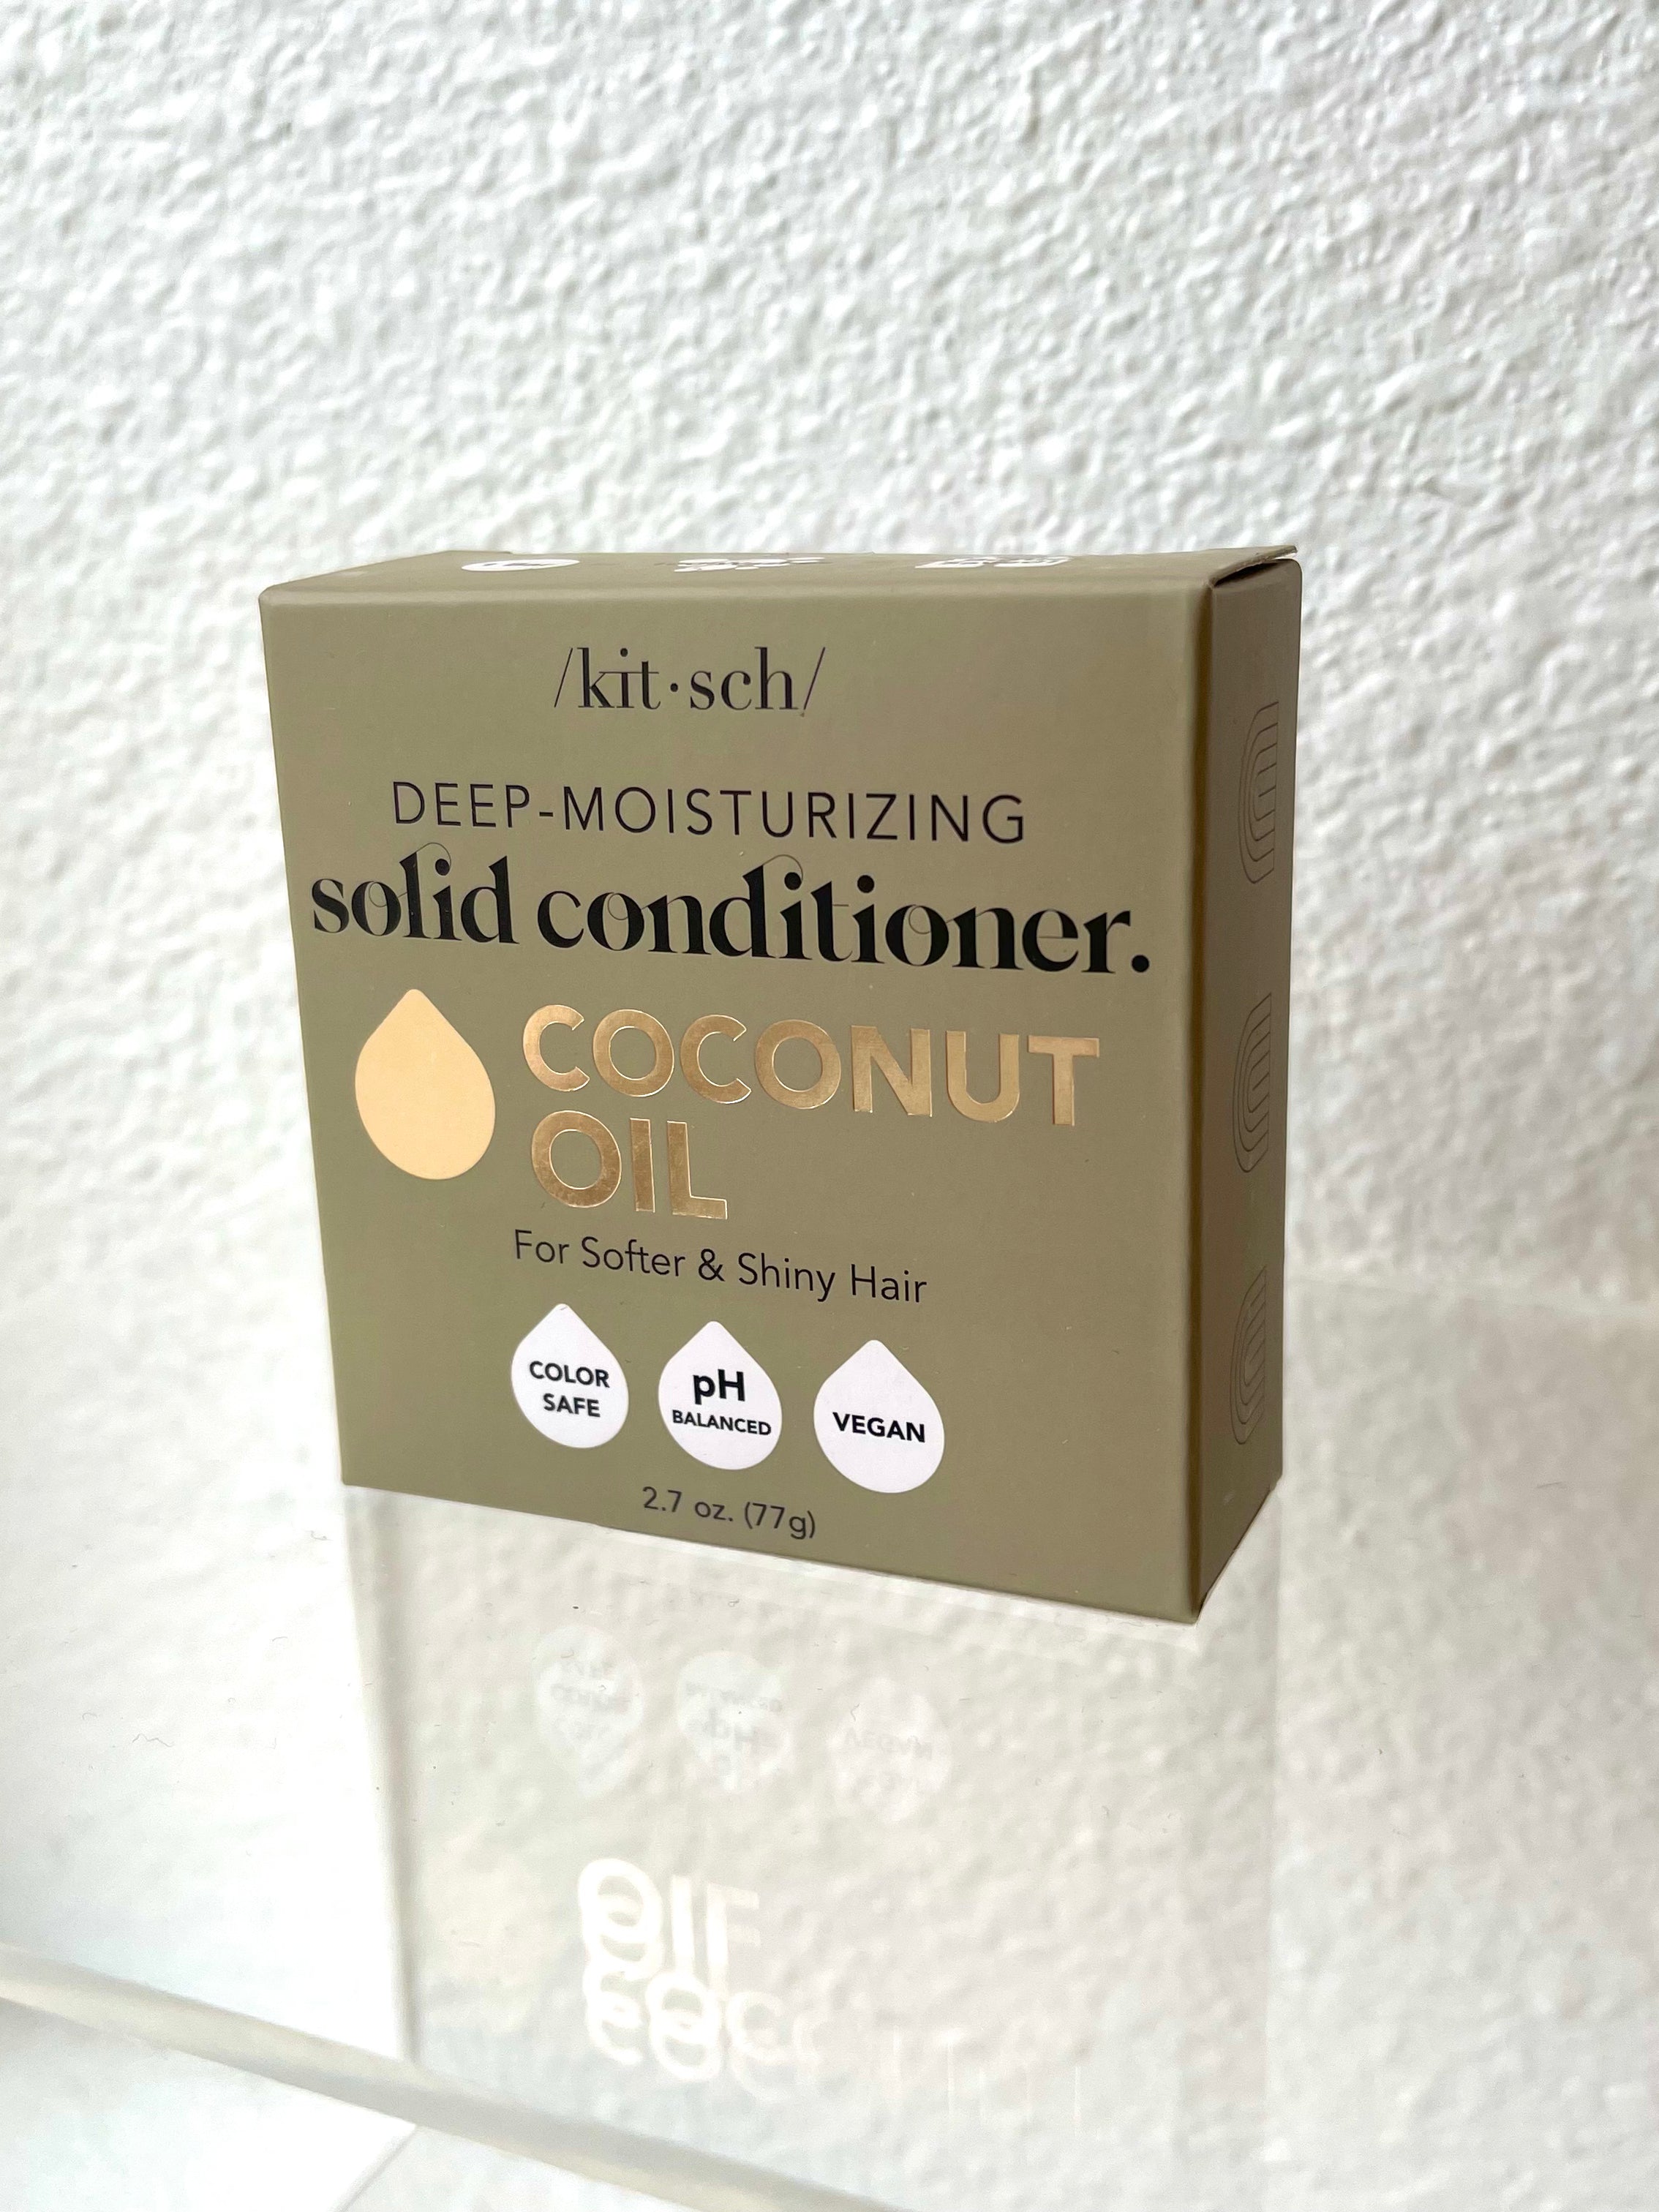 /kit·sch/
DEEP-MOISTURIZING
solid conditioner.
COCONUT
OIL
For Softer & Shiny Hair
COLOR
SAFE
pH
BALANCED
VEGAN
2.7 oz. (77g)